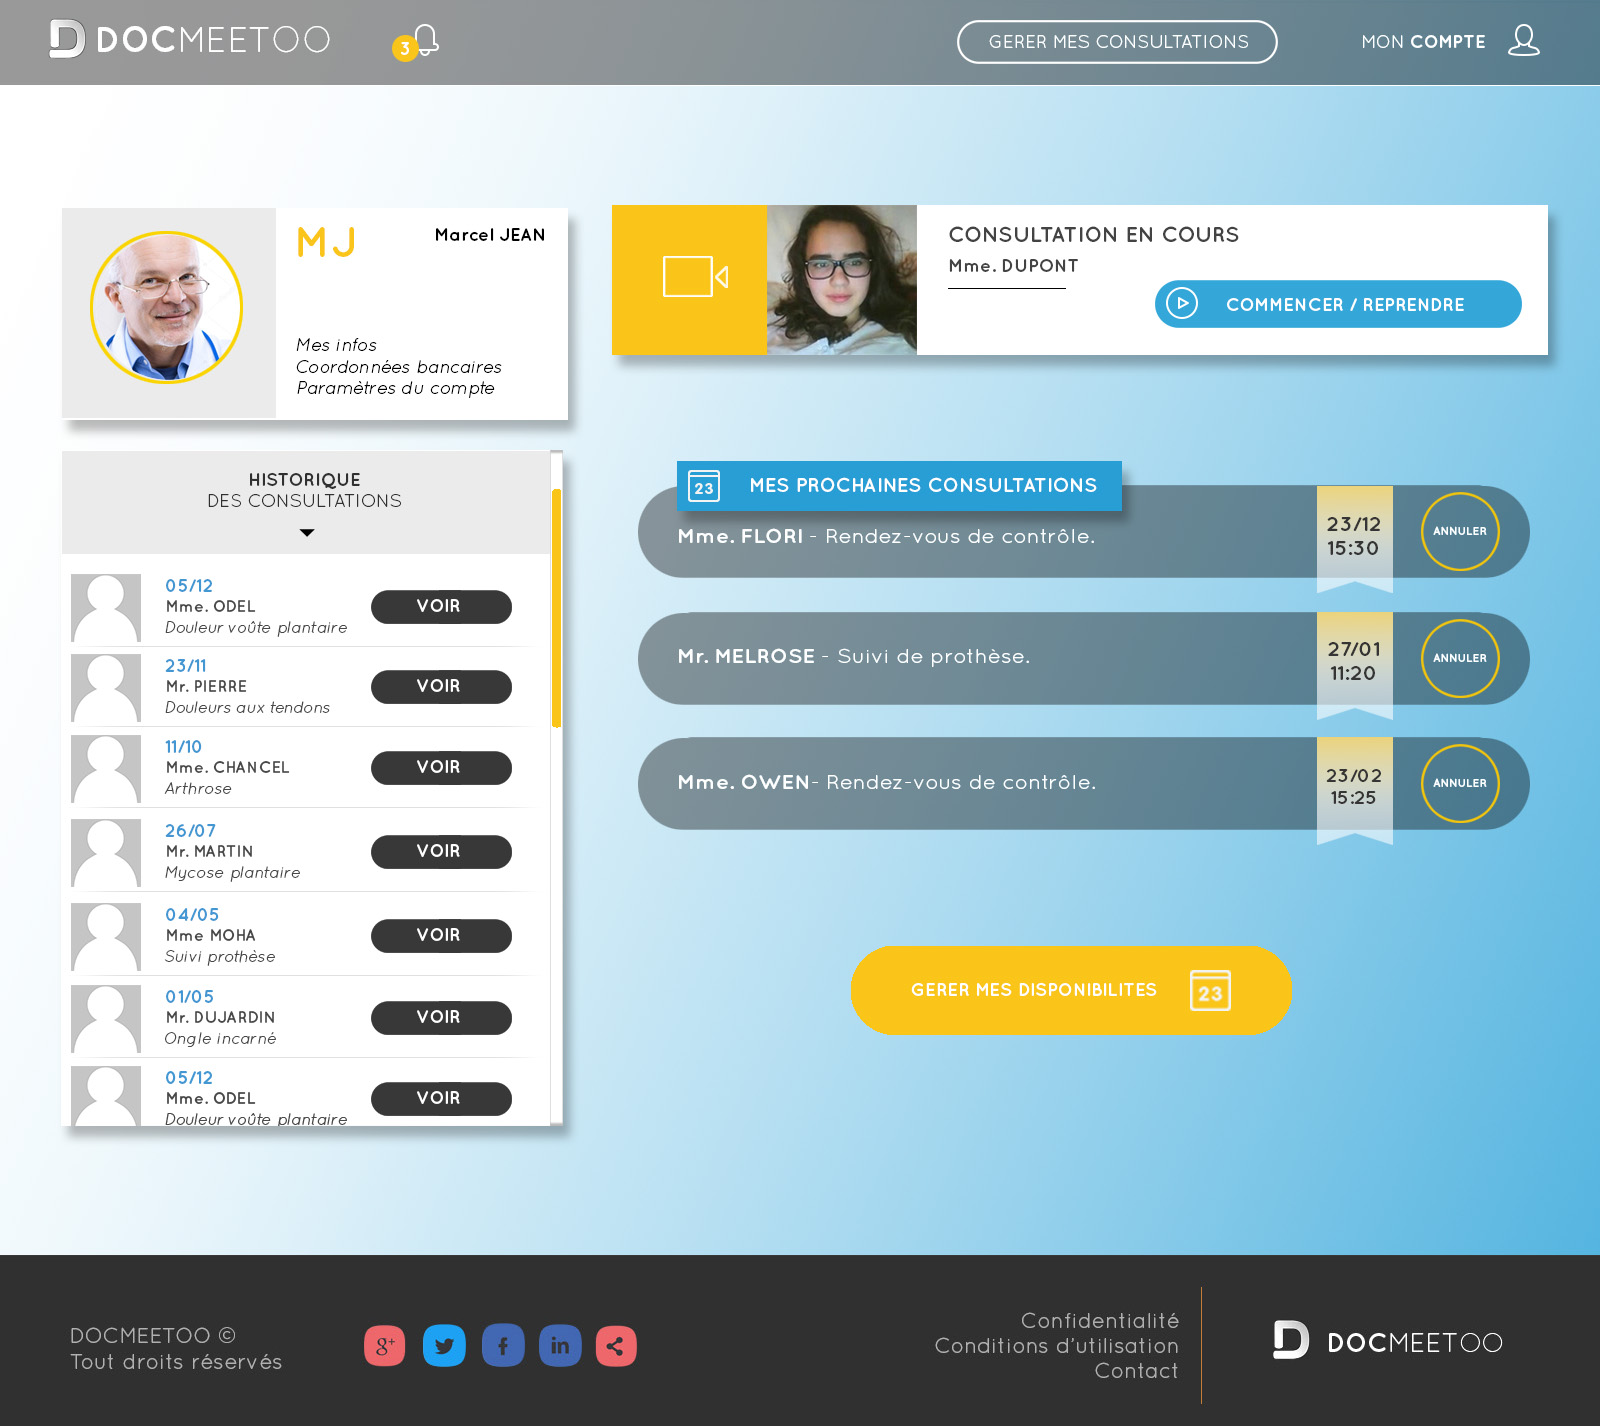 DOCMEETOO
3
GERER MES CONSULTATIONS
MON COMPTE
MJ
Marcel JEAN
Mes infos
Coordonnées bancaires
Paramètres du compte
CONSULTATION EN COURS
Mme. DUPONT
COMMENCER / REPRENDRE
HISTORIQUE
DES CONSULTATIONS
05/12
Mme. ODEL
Douleur voûte plantaire
VOIR
23/11
Mr. PIERRE
Douleurs aux tendons
VOIR
11/10
Mme. CHANCEL
Arthrose
VOIR
26/07
Mr. MARTIN
Mycose plantaire
VOIR
04/05
Mme MOHA
Suivi prothèse
VOIR
01/05
Mr. DUJARDIN
Ongle incarné
VOIR
05/12
Mme. ODEL
Douleur voûte plantaire
VOIR
23
MES PROCHAINES CONSULTATIONS
Mme. FLORI - Rendez-vous de contrôle.
23/12
15:30
ANNULER
Mr. MELROSE - Suivi de prothèse.
27/01
11:20
ANNULER
Mme. OWEN- Rendez-vous de contrôle.
23/02
15:25
ANNULER
GERER MES DISPONIBILITES
23
DOCMEETOO ©
Tout droits réservés
g+
f
in
Confidentialité
Conditions d'utilisation
Contact
DOCMEETOO